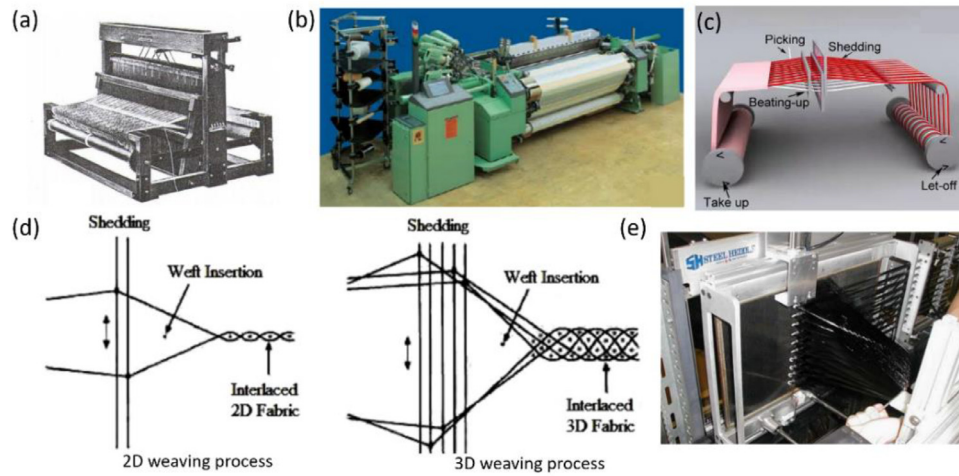 (a)
(b)
(c)
Picking
Shedding
Beating-up
Take up
Let-off
(d)
Shedding
Weft Insertion
Interlaced
2D Fabric
2D weaving process
Shedding
Weft Insertion
Interlaced
3D Fabric
3D weaving process
(e)
STEEL HEDDLE